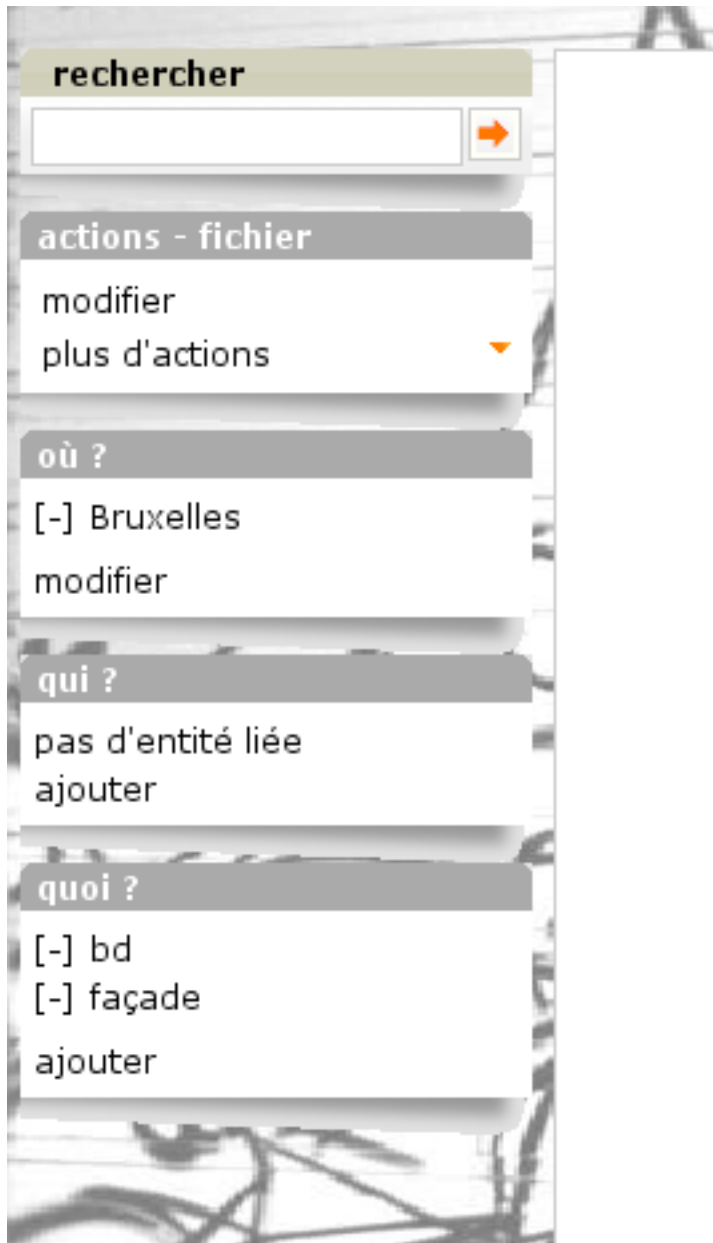 rechercher
actions - fichier
modifier
plus d'actions
où ?
[-] Bruxelles
modifier
qui ?
pas d'entité liée
ajouter
quoi ?
[-] bd
[-] façade
ajouter